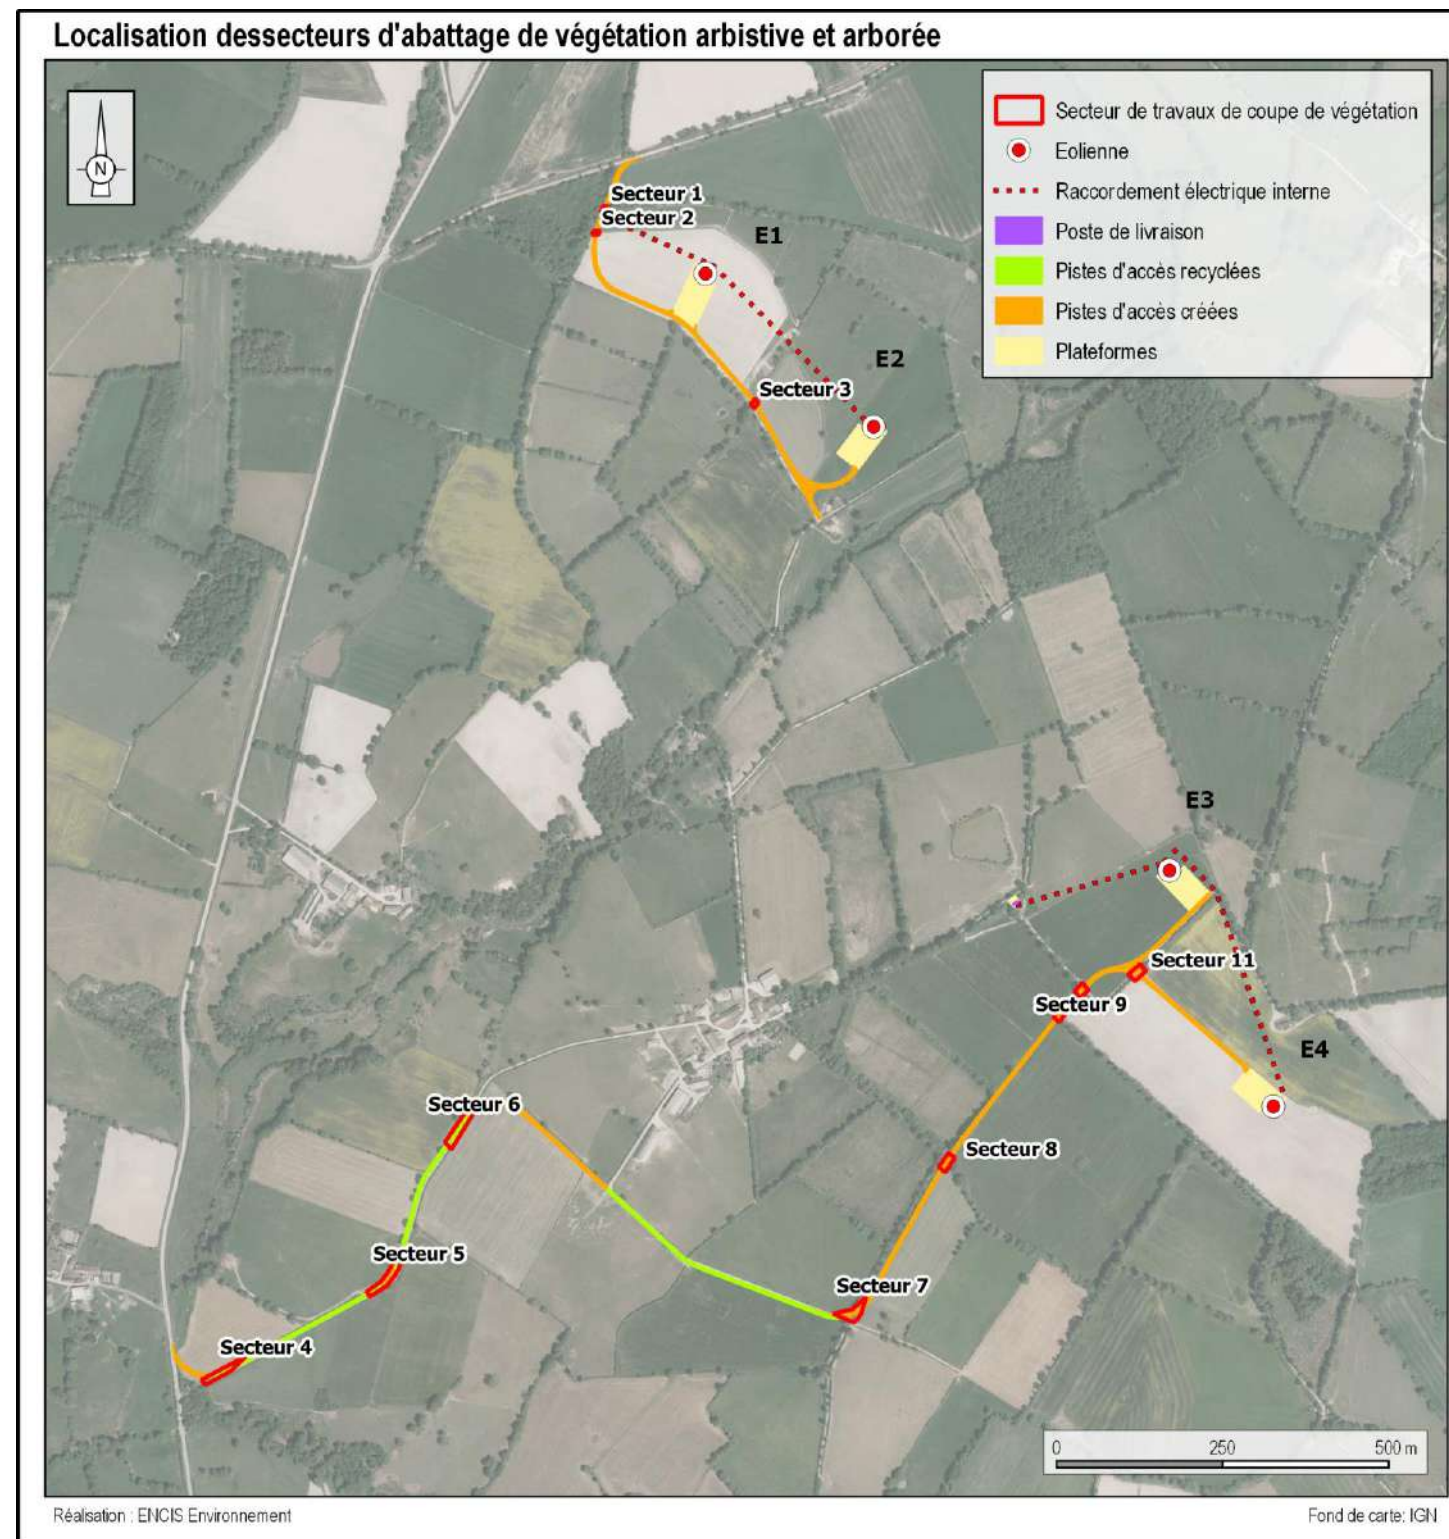 Localisation dessecteurs d'abattage de végétation arbistive et arborée
N
Secteur de travaux de coupe de végétation
Eolienne
Raccordement électrique interne
Poste de livraison
Pistes d'accès recyclées
Pistes d'accès créées
Plateformes
Secteur 1
Secteur 2
E1
E2
Secteur 3
E3
Secteur 11
Secteur 9
E4
Secteur 6
Secteur 8
Secteur 5
Secteur 7
Secteur 4
0 250 500 m
Réalisation : ENCIS Environnement
Fond de carte: IGN